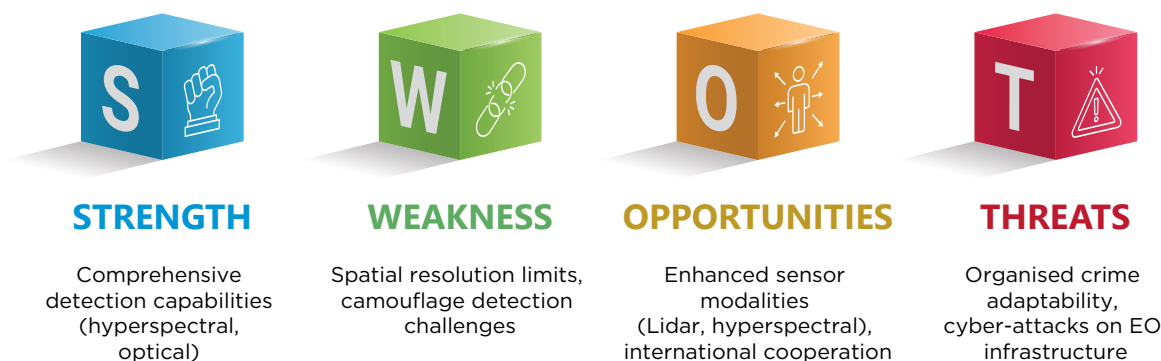 S
W
O
T
STRENGTH
WEAKNESS
OPPORTUNITIES
THREATS
Comprehensive
detection capabilities
(hyperspectral,
optical)
Spatial resolution limits,
camouflage detection
challenges
Enhanced sensor
modalities
(Lidar, hyperspectral),
international cooperation
Organised crime
adaptability,
cyber-attacks on EO
infrastructure